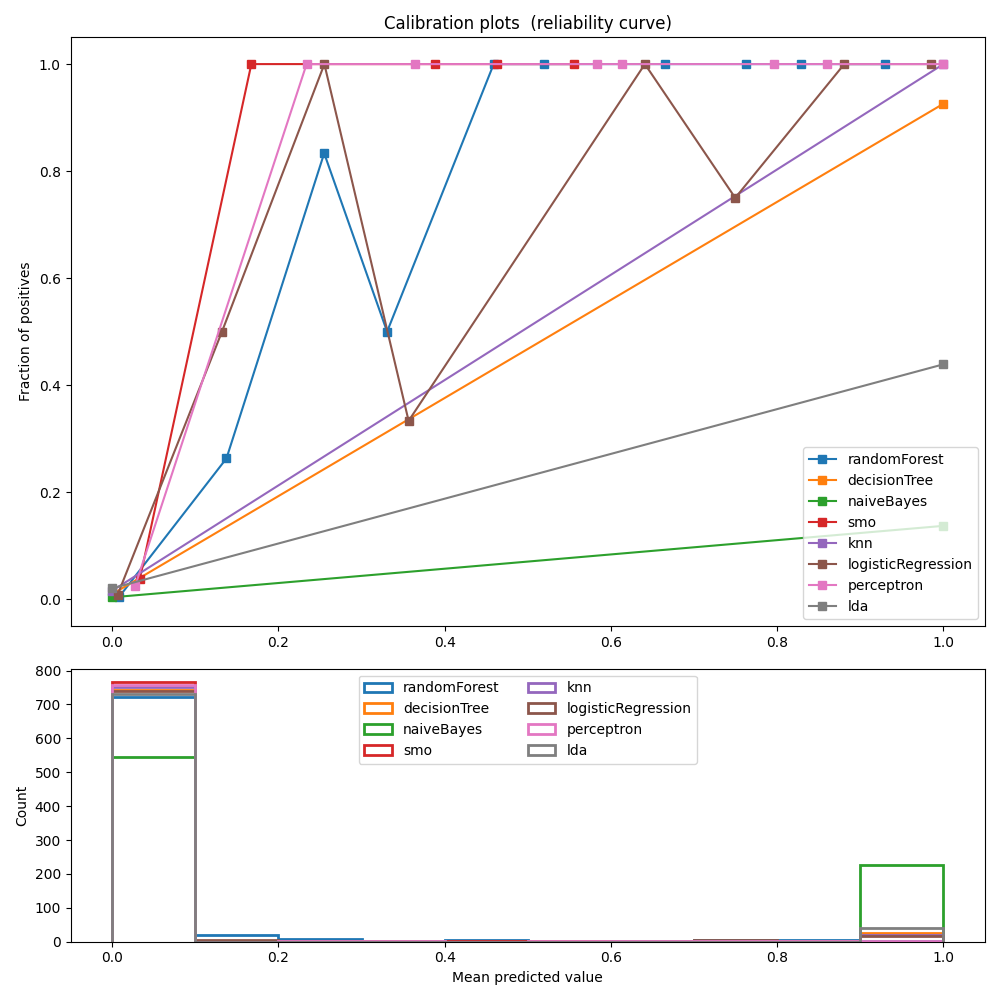 Calibration plots  (reliability curve)
1.0
0.8
0.6
0.4
0.2
0.0
Fraction of positives
randomForest
decisionTree
naiveBayes
smo
knn
logisticRegression
perceptron
lda
0.0 0.2 0.4 0.6 0.8 1.0
800
700
600
500
400
300
200
100
0
Count
randomForest knn
decisionTree logisticRegression
naiveBayes perceptron
smo lda
0.0 0.2 0.4 0.6 0.8 1.0
Mean predicted value